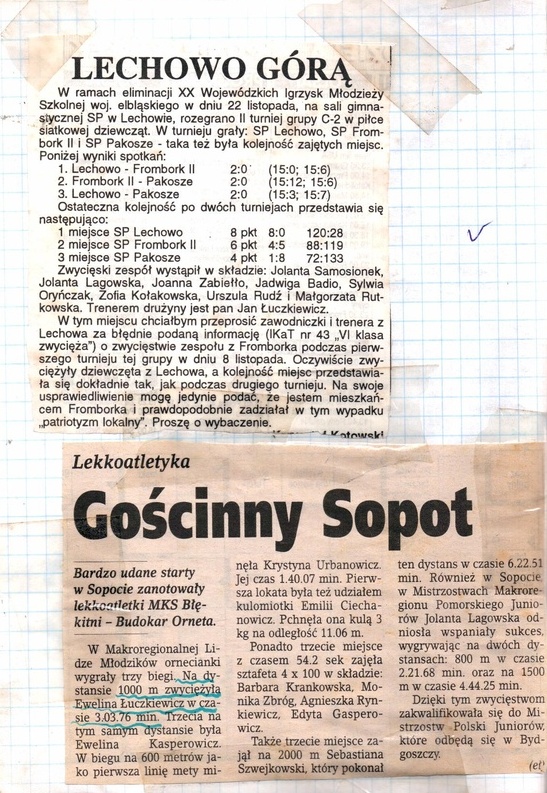 LECHOWO GÓRĄ
W ramach eliminacji XX Wojewódzkich Igrzysk Młodzieży
Szkolnej woj. elbląskiego w dniu 22 listopada, na sali gimna-
stycznej SP w Lechowie, rozegrano II turniej grupy C-2 w piłce
siatkowej dziewcząt. W turnieju grały: SP Lechowo, SP From-
bork II i SP Pakosze - taka też była kolejność zajętych miejsc.
Poniżej wyniki spotkań:
1. Lechowo - Frombork II 2:0 (15:0; 15:6)
2. Frombork II - Pakosze 2:0 (15:12; 15:6)
3. Lechowo - Pakosze 2:0 (15:3; 15:7)
Ostateczna kolejność po dwóch turniejach przedstawia się
następująco:
1 miejsce SP Lechowo 8 pkt 8:0 120:28
2 miejsce SP Frombork II 6 pkt 4:5 88:119
3 miejsce SP Pakosze 4 pkt 1:8 72:133
Zwycięski zespół wystąpił w składzie: Jolanta Samosionek,
Jolanta Lagowska, Joanna Zabiełło, Jadwiga Badio, Sylwia
Oryńczak, Zofia Kołakowska, Urszula Rudź i Małgorzata Rut-
kowska. Trenerem drużyny jest pan Jan Łuczkiewicz.
W tym miejscu chciałbym przeprosić zawodniczki i trenera z
Lechowa za błędnie podaną informację (IKaT nr 43 „VI klasa
zwycięża") o zwycięstwie zespołu z Fromborka podczas pierw-
szego turnieju tej grupy w dniu 8 listopada. Oczywiście zwy-
ciężyły dziewczęta z Lechowa, a kolejność miejsc przedstawia-
ła się dokładnie tak, jak podczas drugiego turnieju. Na swoje
usprawiedliwienie mogę jedynie podać, że jestem mieszkań-
cem Fromborka i prawdopodobnie zadziałał w tym wypadku
„patriotyzm lokalny". Proszę o wybaczenie.
Kotowski
Lekkoatletyka
Gościnny Sopot
Bardzo udane starty
w Sopocie zanotowały
lekkoatletki MKS Błę-
kitni – Budokar Orneta.
W Makroregionalnej Li-
dze Młodzików ornecianki
wygrały trzy biegi. Na dy-
stansie 1000 m zwyciężyła
Ewelina Łuczkiewicz w cza-
sie 3.03.76 min. Trzecia na
tym samym dystansie była
Ewelina Kasperowicz.
W biegu na 600 metrów ja-
ko pierwsza linię mety mi-
nęła Krystyna Urbanowicz.
Jej czas 1.40.07 min. Pierw-
sza lokata była też udziałem
kulomiotki Emilii Ciecha-
nowicz. Pchnęła ona kulą 3
kg na odległość 11.06 m.
Ponadto trzecie miejsce
z czasem 54.2 sek zajęła
sztafeta 4 x 100 w składzie:
Barbara Krankowska, Mo-
nika Zbróg, Agnieszka Ryn-
kiewicz, Edyta Gaspero-
wicz.
Także trzecie miejsce za-
jął na 2000 m Sebastiana
Szwejkowski, który pokonał
ten dystans w czasie 6.22.51
min. Również w Sopocie,
w Mistrzostwach Makrore-
gionu Pomorskiego Junio-
rów Jolanta Lagowska od-
niosła wspaniały sukces,
wygrywając na dwóch dy-
stansach: 800 m w czasie
2.21.68 min. oraz na 1500
m w czasie 4.44.25 min.
Dzięki tym zwycięstwom
zakwalifikowała się do Mi-
strzostw Polski Juniorów,
które odbędą się w Byd-
goszczy.
(et)